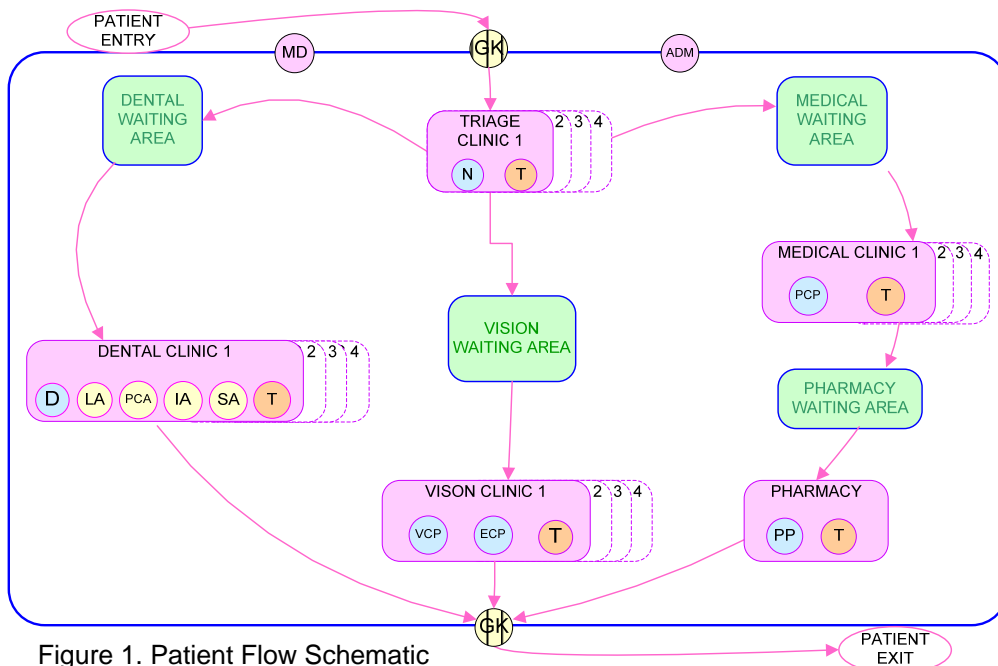 PATIENT
ENTRY
MD
GK
ADM
DENTAL
WAITING
AREA
TRIAGE
CLINIC 1
2 3 4
N T
MEDICAL
WAITING
AREA
MEDICAL CLINIC 1
2 3 4
PCP T
VISION
WAITING AREA
DENTAL CLINIC 1
2 3 4
D LA PCA IA SA T
PHARMACY
WAITING AREA
VISON CLINIC 1
2 3 4
VCP ECP T
PHARMACY
PP T
GK
PATIENT
EXIT
Figure 1. Patient Flow Schematic